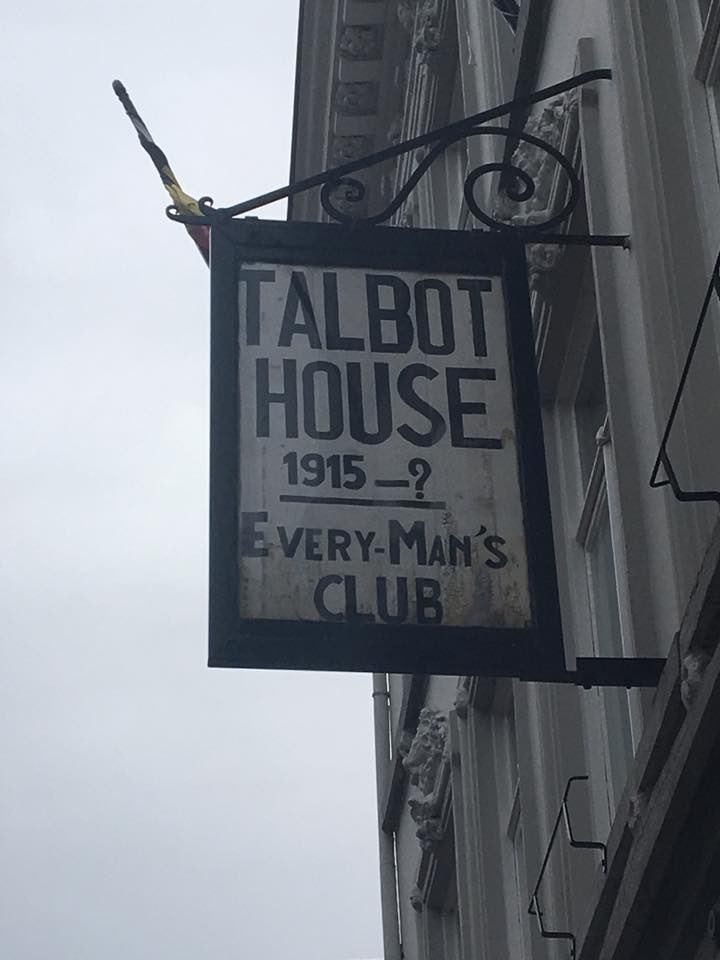 TALBOT
HOUSE
1915-?
EVERY-MAN'S
CLUB